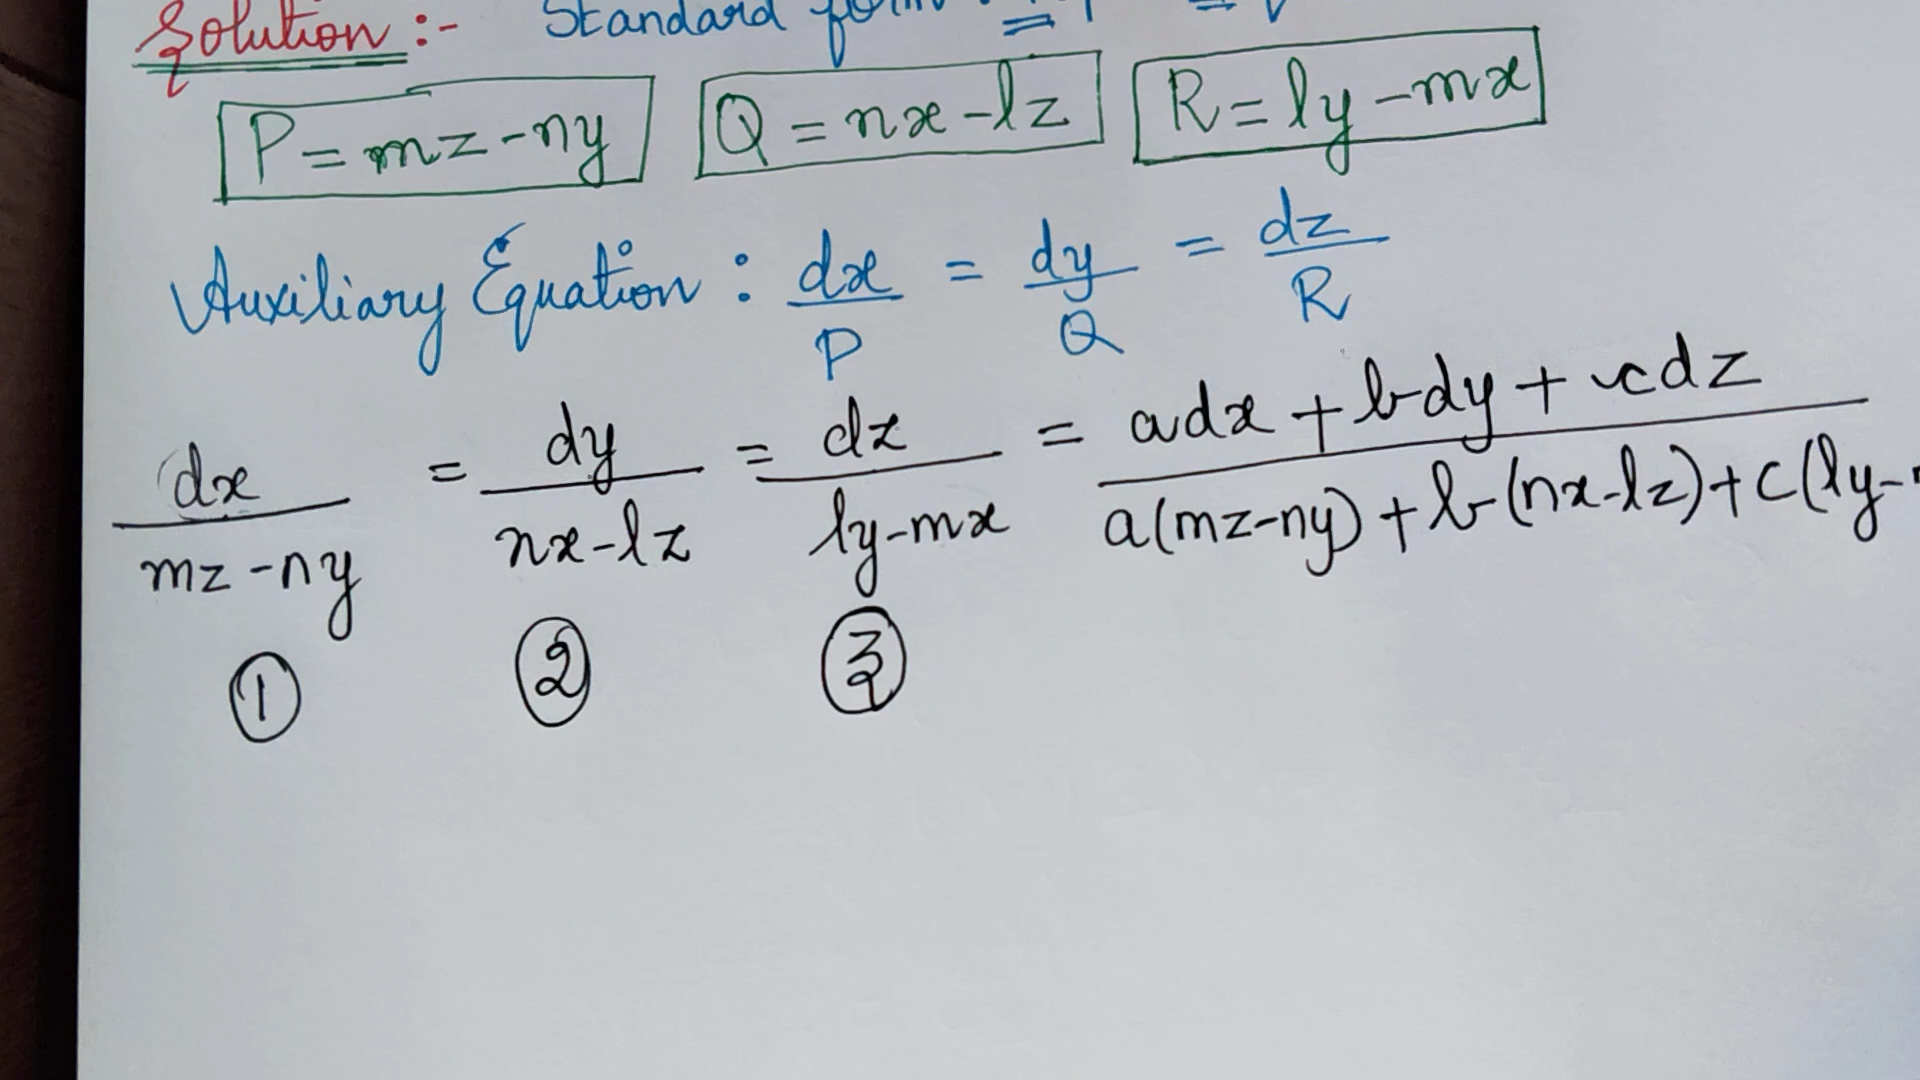 Solution :- Standard form :
P = mz - ny Q = nx - lz R = ly - mx
Auxiliary Equation : dx/P = dy/Q = dz/R
dx/(mz - ny) = dy/(nx - lz) = dz/(ly - mx) = (adx + bdy + cdz)/(a(mz - ny) + b(nx - lz) + c(ly -
① ② ③